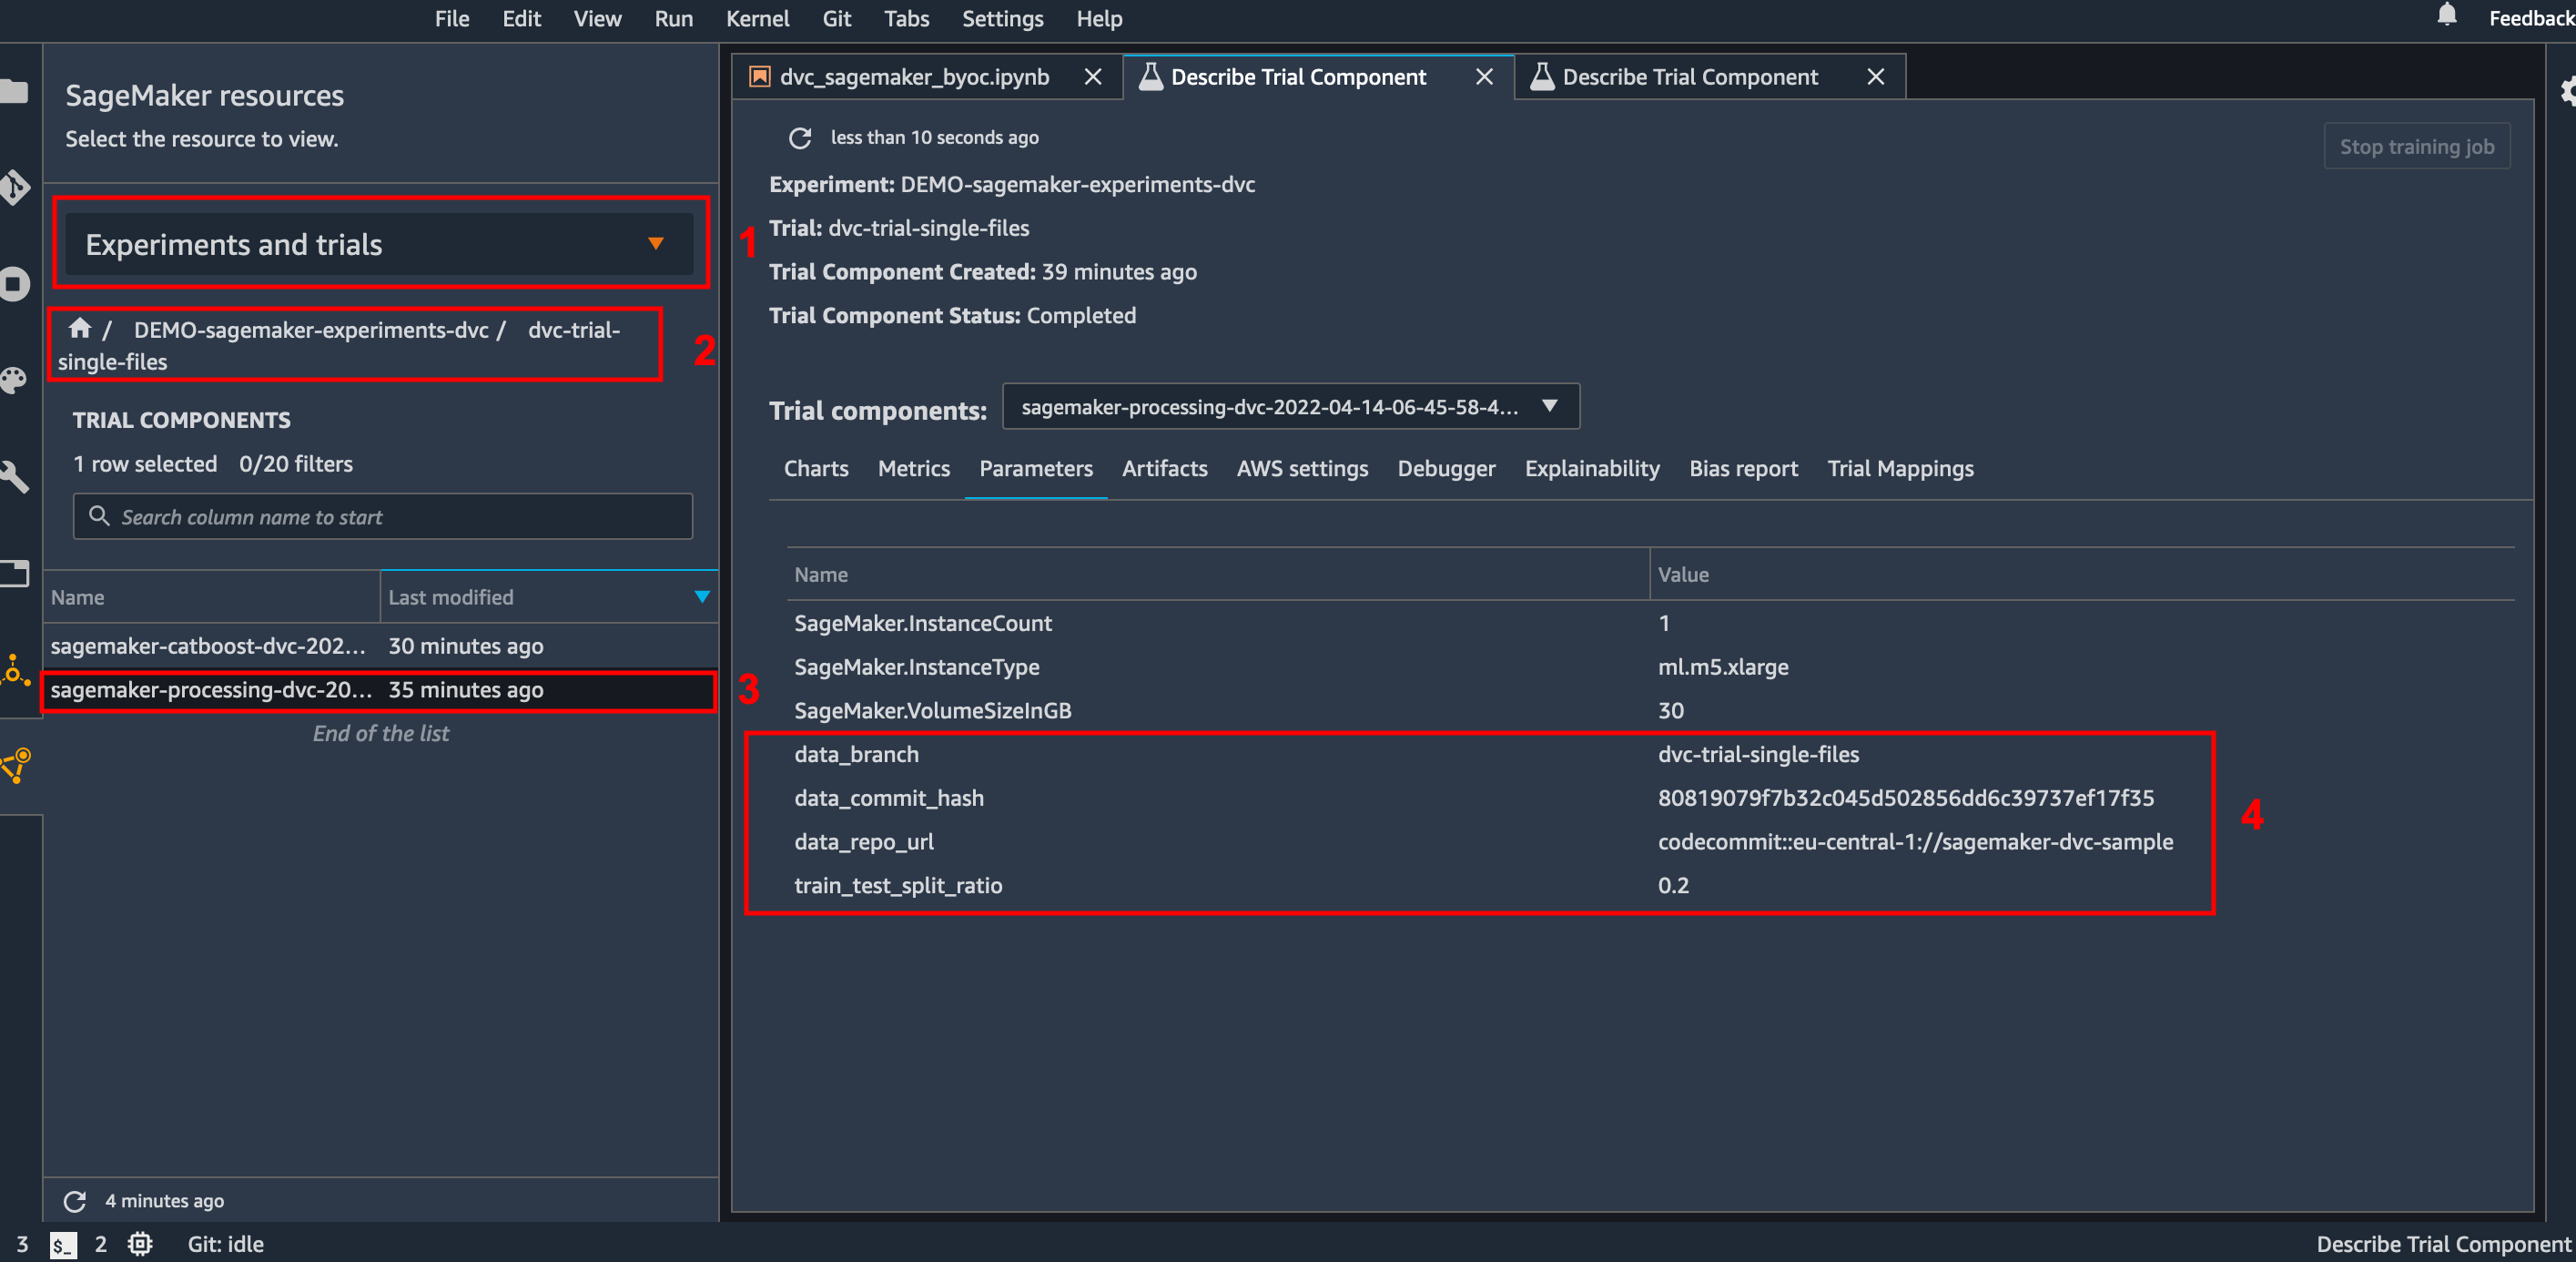 File Edit View Run Kernel Git Tabs Settings Help Feedback
SageMaker resources
Select the resource to view.
Experiments and trials
1
/ DEMO-sagemaker-experiments-dvc / dvc-trial-
single-files
2
TRIAL COMPONENTS
1 row selected 0/20 filters
Search column name to start
Name Last modified
sagemaker-catboost-dvc-202... 30 minutes ago
sagemaker-processing-dvc-20... 35 minutes ago
3
End of the list
4 minutes ago
dvc_sagemaker_byoc.ipynb Describe Trial Component Describe Trial Component
less than 10 seconds ago
Stop training job
Experiment: DEMO-sagemaker-experiments-dvc
Trial: dvc-trial-single-files
Trial Component Created: 39 minutes ago
Trial Component Status: Completed
Trial components: sagemaker-processing-dvc-2022-04-14-06-45-58-4...
Charts Metrics Parameters Artifacts AWS settings Debugger Explainability Bias report Trial Mappings
Name Value
SageMaker.InstanceCount 1
SageMaker.InstanceType ml.m5.xlarge
SageMaker.VolumeSizeInGB 30
data_branch dvc-trial-single-files
data_commit_hash 80819079f7b32c045d502856dd6c39737ef17f35
data_repo_url codecommit::eu-central-1://sagemaker-dvc-sample
train_test_split_ratio 0.2
4
3 $_ 2 Git: idle Describe Trial Component